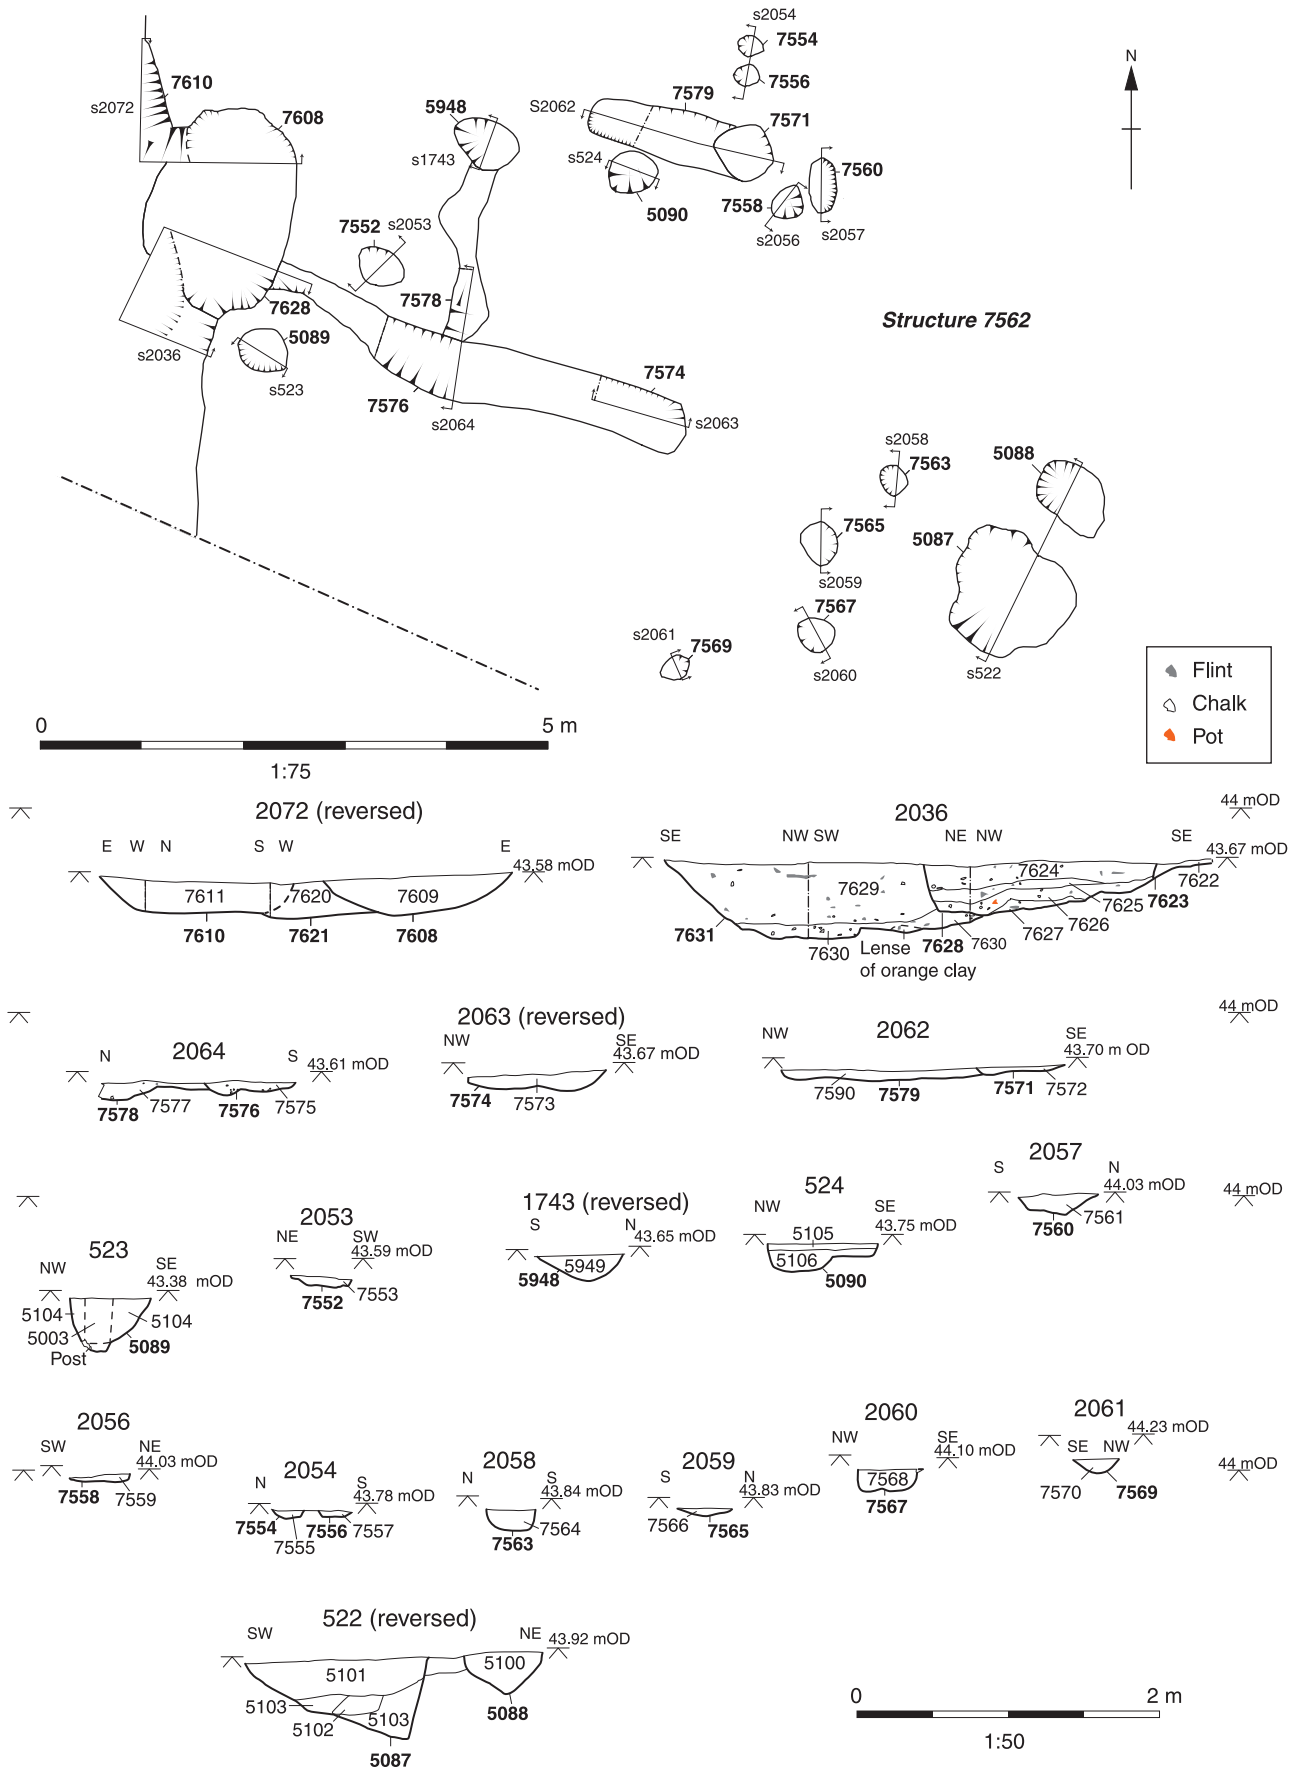 s2054
7554
7556
N
7610
s2072
7608
5948
s1743
S2062
7579
7571
s524
5090
7560
7558
s2056
s2057
7552
s2053
7578
7628
s2036
5089
s523
7576
s2064
7574
s2063
Structure 7562
s2058
7563
5088
7565
5087
s2059
7567
s2061
7569
s2060
s522
Flint
Chalk
Pot
0 5 m
1:75
2072 (reversed)
E W N S W E
43.58 mOD
7611 7620 7609
7610 7621 7608
2036
44 mOD
SE NW SW NE NW SE
43.67 mOD
7624
7629
7622
7625 7623
7626
7631
7630
Lense
of orange clay
7628
7630
7627
2064
N S
43.61 mOD
7578 7577 7576 7575
2063 (reversed)
NW SE
43.67 mOD
7574 7573
2062
44 mOD
NW SE
43.70 m OD
7590 7579 7571 7572
523
NW SE
43.38 mOD
5104 5104
5003
5089
Post
2053
NE SW
43.59 mOD
7553
7552
1743 (reversed)
S N
43.65 mOD
5948 5949
524
NW SE
43.75 mOD
5105
5106
5090
2057
S N
44.03 mOD
44 mOD
7560 7561
2056
SW NE
44.03 mOD
7558 7559
2054
N S
43.78 mOD
7554 7556 7557
7555
2058
N S
43.84 mOD
7564
7563
2059
S N
43.83 mOD
7566 7565
2060
NW SE
44.10 mOD
7568
7567
2061
44.23 mOD
SE NW
7570 7569
44 mOD
522 (reversed)
SW NE
43.92 mOD
5101 5100
5103
5102 5103
5088
5087
0 2 m
1:50